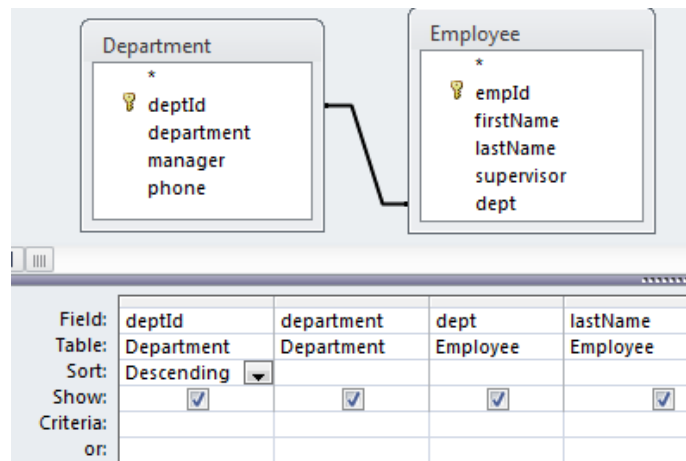 Department
*
deptId
department
manager
phone
Employee
*
empId
firstName
lastName
supervisor
dept
Field: deptId department dept lastName
Table: Department Department Employee Employee
Sort: Descending
Show:
Criteria:
or: